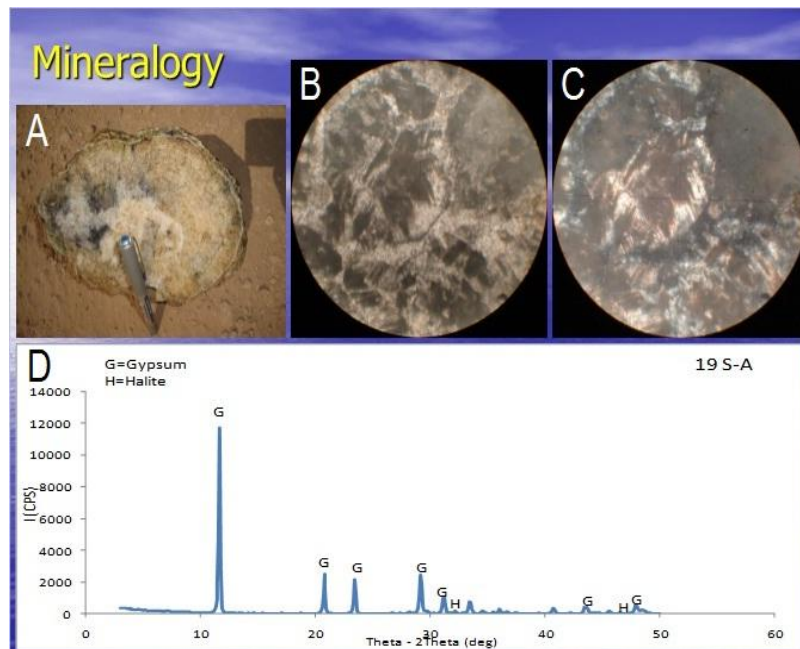 Mineralogy
A
B
C
D
G=Gypsum
H=Halite
19 S-A
I(CPS)
14000
12000
10000
8000
6000
4000
2000
0
G
G
G
G
G
H
G
H
G
0
10
20
30
40
50
60
Theta - 2Theta (deg)